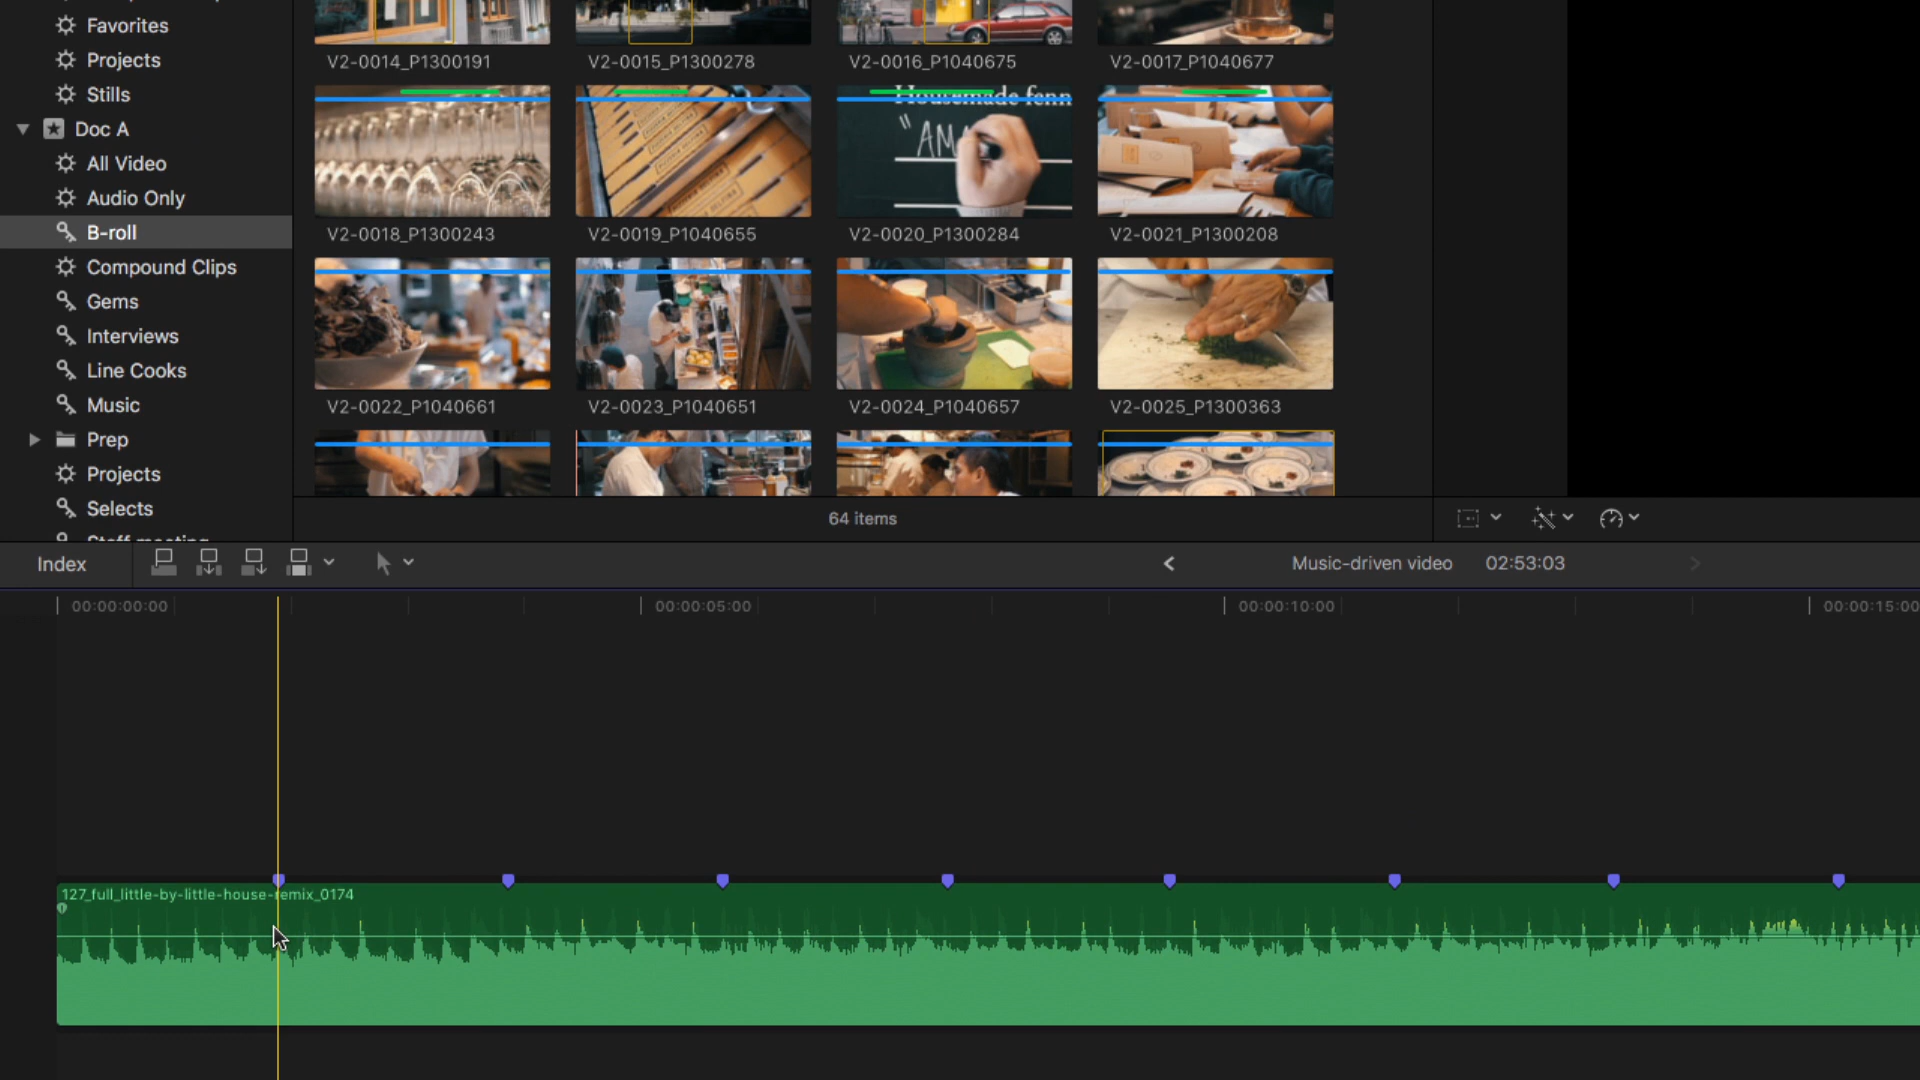 Favorites
Projects
Stills
Doc A
All Video
Audio Only
B-roll
Compound Clips
Gems
Interviews
Line Cooks
Music
Prep
Projects
Selects
Staff meeting
V2-0014_P1300191
V2-0015_P1300278
V2-0016_P1040675
V2-0017_P1040677
Housemade fenn
"AM
V2-0018_P1300243
V2-0019_P1040655
V2-0020_P1300284
V2-0021_P1300208
V2-0022_P1040661
V2-0023_P1040651
V2-0024_P1040657
V2-0025_P1300363
64 items
Index
Music-driven video 02:53:03
00:00:00:00
00:00:05:00
00:00:10:00
00:00:15:00
127_full_little-by-little-house-remix_0174